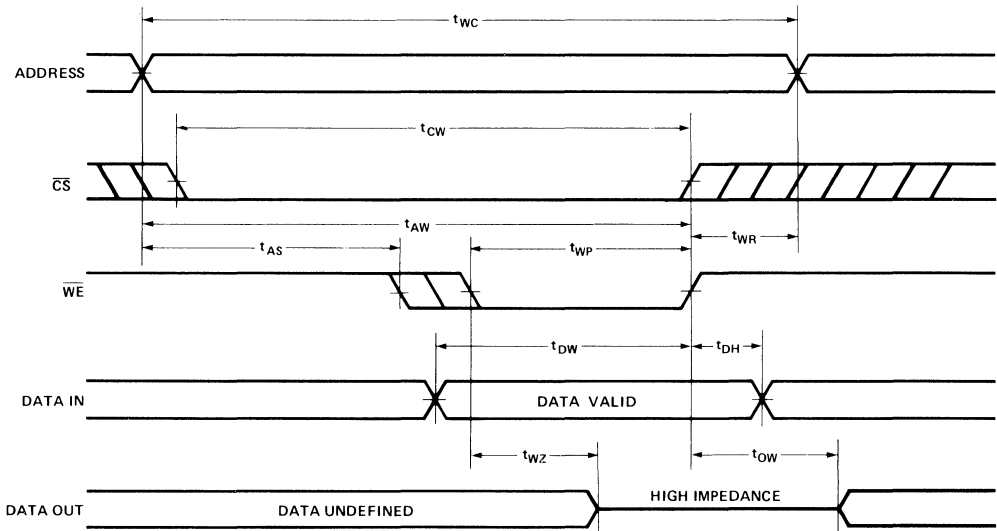 tWC
ADDRESS
tCW
CS
tAW
tAS
tWP
tWR
WE
tDW
tDH
DATA IN
DATA VALID
tWZ
tOW
DATA OUT
DATA UNDEFINED
HIGH IMPEDANCE